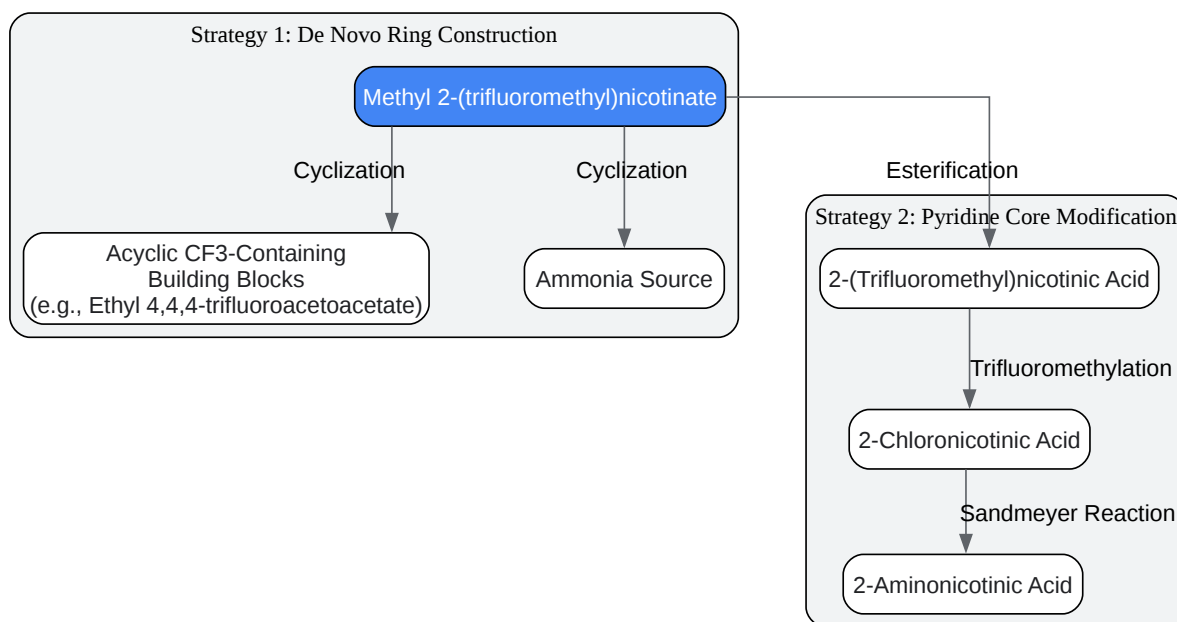 Strategy 1: De Novo Ring Construction
Methyl 2-(trifluoromethyl)nicotinate
Cyclization
Cyclization
Esterification
Acyclic CF3-Containing
Building Blocks
(e.g., Ethyl 4,4,4-trifluoroacetoacetate)
Ammonia Source
Strategy 2: Pyridine Core Modification
2-(Trifluoromethyl)nicotinic Acid
Trifluoromethylation
2-Chloronicotinic Acid
Sandmeyer Reaction
2-Aminonicotinic Acid